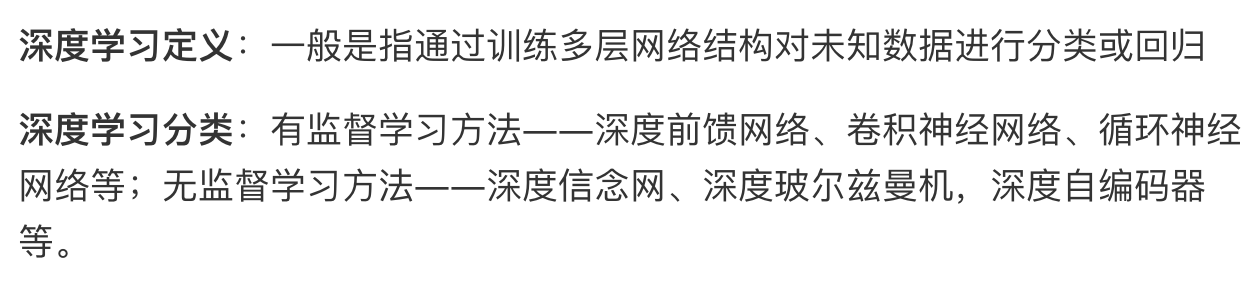 深度学习定义：一般是指通过训练多层网络结构对未知数据进行分类或回归
深度学习分类：有监督学习方法——深度前馈网络、卷积神经网络、循环神经
网络等；无监督学习方法——深度信念网、深度玻尔兹曼机，深度自编码器
等。